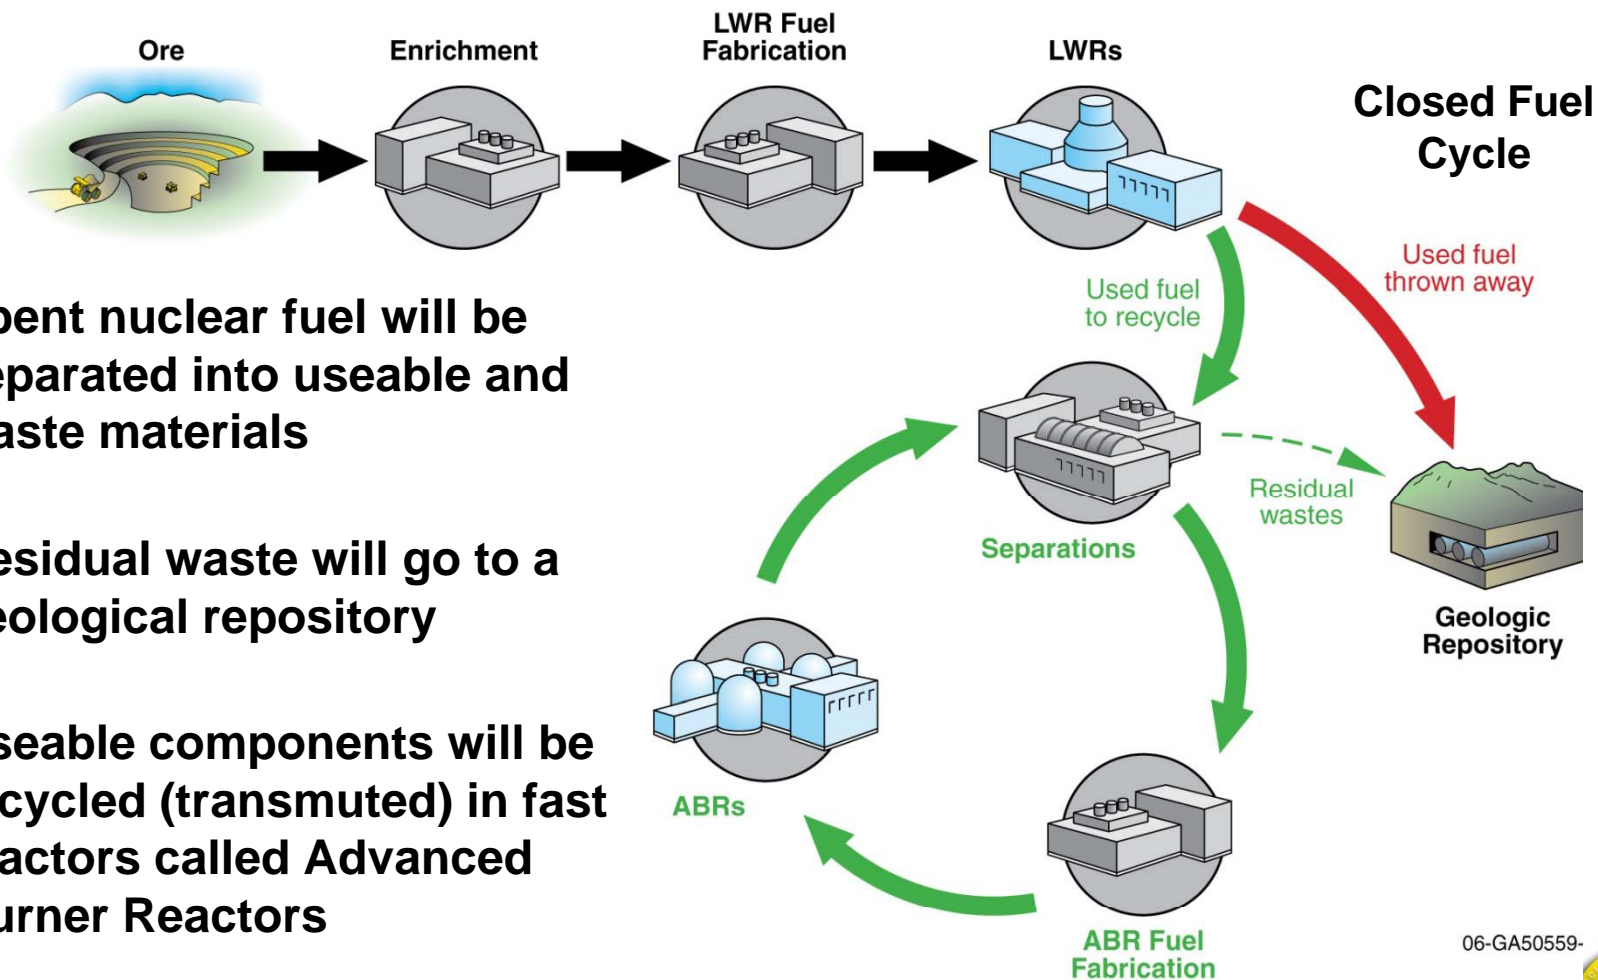 Ore
Enrichment
LWR Fuel
Fabrication
LWRs
Closed Fuel
Cycle
Used fuel
thrown away
Used fuel
to recycle
pent nuclear fuel will be
eparated into useable and
aste materials
Residual
wastes
Separations
esidual waste will go to a
eological repository
Geologic
Repository
seable components will be
cycled (transmuted) in fast
actors called Advanced
urner Reactors
ABRs
ABR Fuel
Fabrication
06-GA50559-